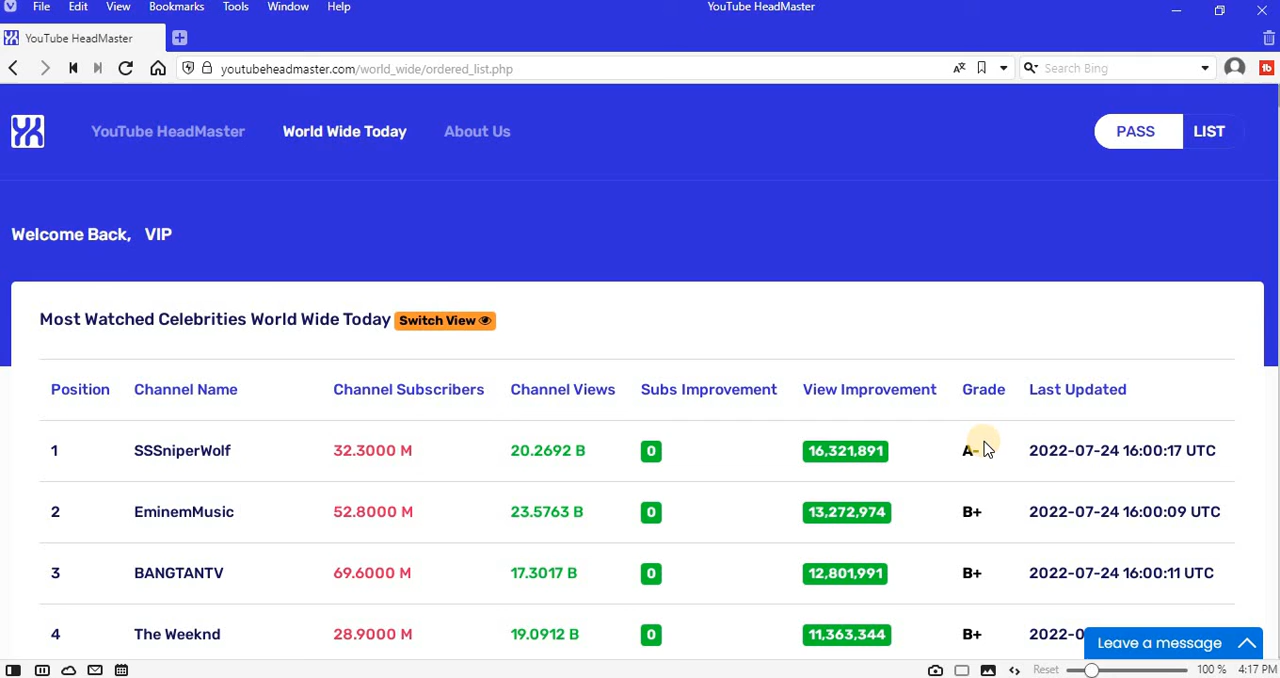 File Edit View Bookmarks Tools Window Help YouTube HeadMaster
YouTube HeadMaster
youtubeheadmaster.com/world_wide/ordered_list.php Search Bing
YouTube HeadMaster World Wide Today About Us PASS LIST
Welcome Back, VIP
Most Watched Celebrities World Wide Today Switch View
Position Channel Name Channel Subscribers Channel Views Subs Improvement View Improvement Grade Last Updated
1 SSSniperWolf 32.3000 M 20.2692 B 0 16,321,891 A- 2022-07-24 16:00:17 UTC
2 EminemMusic 52.8000 M 23.5763 B 0 13,272,974 B+ 2022-07-24 16:00:09 UTC
3 BANGTANTV 69.6000 M 17.3017 B 0 12,801,991 B+ 2022-07-24 16:00:11 UTC
4 The Weeknd 28.9000 M 19.0912 B 0 11,363,344 B+ 2022-0
Leave a message
Reset 100 % 4:17 PM